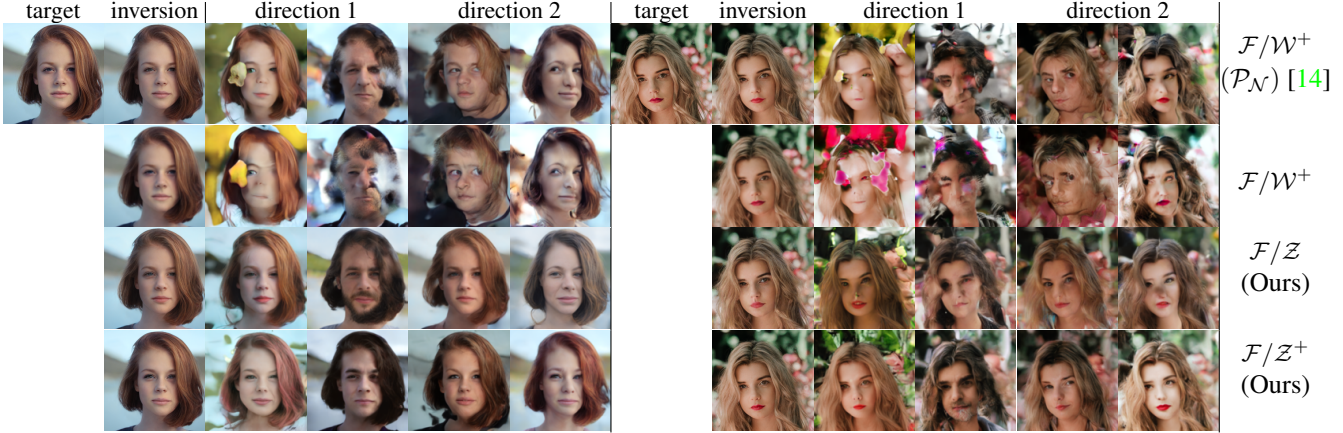 target inversion direction 1 direction 2 target inversion direction 1 direction 2
F/W+
(P_N) [14]
F/W+
F/Z
(Ours)
F/Z+
(Ours)